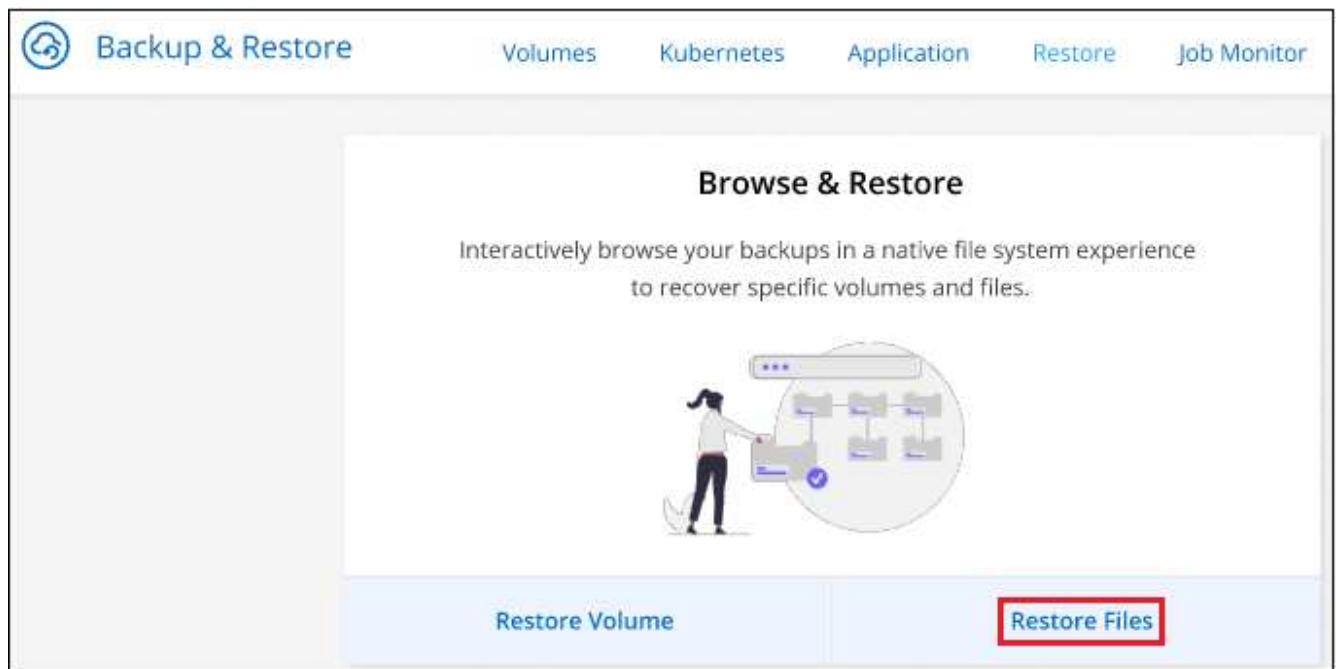 Backup & Restore Volumes Kubernetes Application Restore Job Monitor
Browse & Restore
Interactively browse your backups in a native file system experience
to recover specific volumes and files.
Restore Volume Restore Files